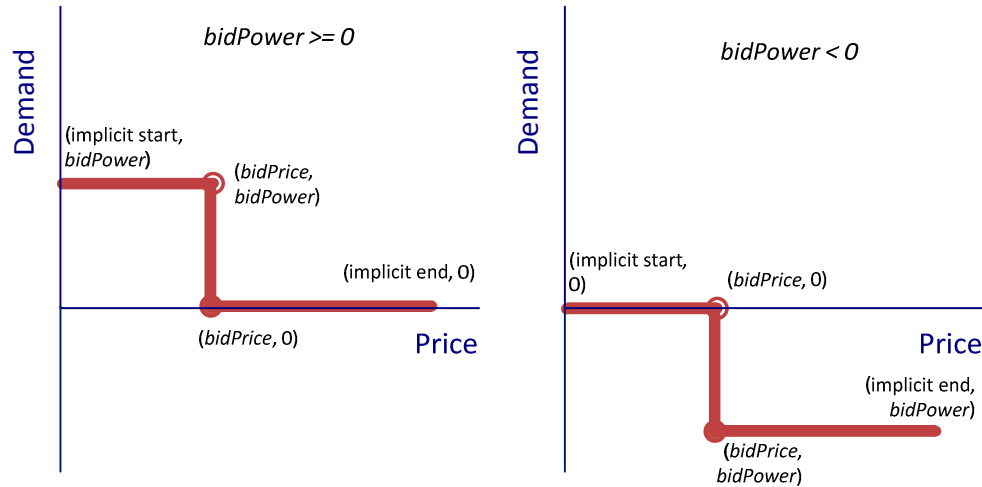 bidPower >= 0
Demand
(implicit start,
bidPower)
(bidPrice,
bidPower)
(implicit end, 0)
(bidPrice, 0)
Price
bidPower < 0
Demand
(implicit start,
0)
(bidPrice, 0)
Price
(implicit end,
bidPower)
(bidPrice,
bidPower)